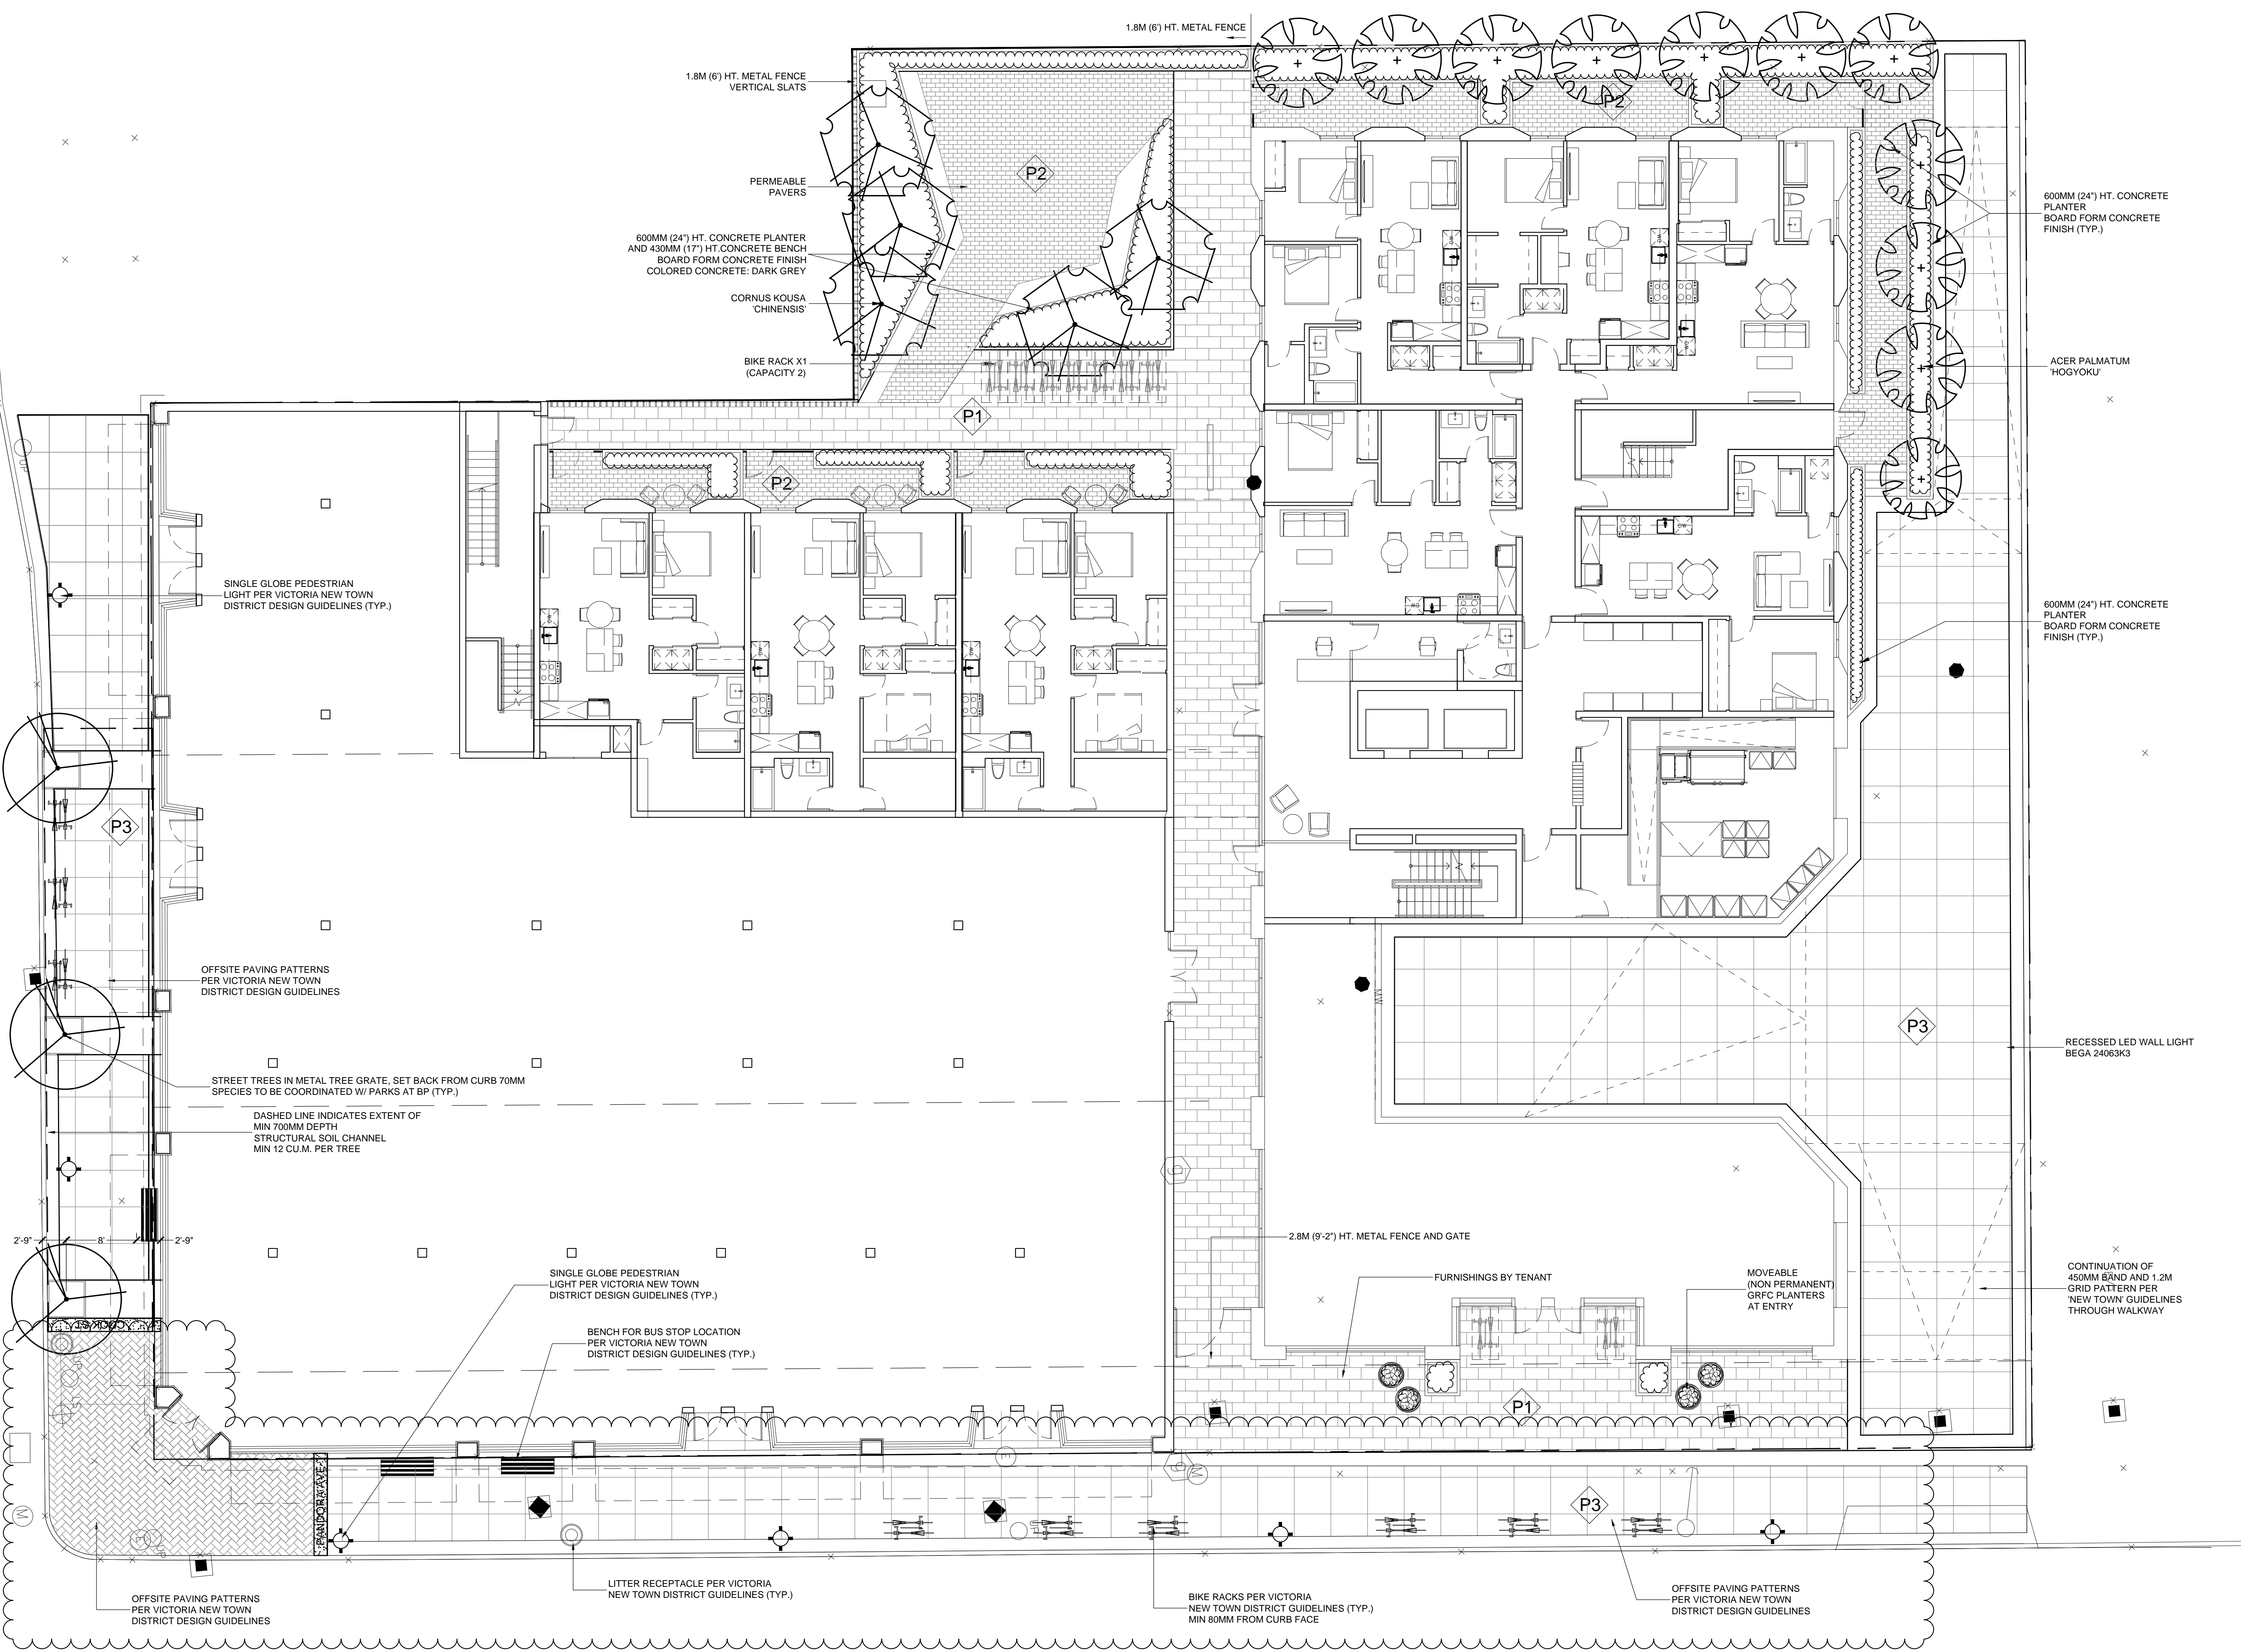 1.8M (6') HT. METAL FENCE
1.8M (6') HT. METAL FENCE
VERTICAL SLATS
P2
P2
PERMEABLE
PAVERS
600MM (24") HT. CONCRETE
PLANTER
BOARD FORM CONCRETE
FINISH (TYP.)
600MM (24") HT. CONCRETE PLANTER
AND 430MM (17") HT.CONCRETE BENCH
BOARD FORM CONCRETE FINISH
COLORED CONCRETE: DARK GREY
CORNUS KOUSA
'CHINENSIS'
BIKE RACK X1
(CAPACITY 2)
ACER PALMATUM
'HOGYOKU'
P1
P2
SINGLE GLOBE PEDESTRIAN
LIGHT PER VICTORIA NEW TOWN
DISTRICT DESIGN GUIDELINES (TYP.)
600MM (24") HT. CONCRETE
PLANTER
BOARD FORM CONCRETE
FINISH (TYP.)
DW
DW
DW
DW
DW
DW
DW
DW
P3
OFFSITE PAVING PATTERNS
PER VICTORIA NEW TOWN
DISTRICT DESIGN GUIDELINES
P3
MW
RECESSED LED WALL LIGHT
BEGA 24063K3
STREET TREES IN METAL TREE GRATE, SET BACK FROM CURB 70MM
SPECIES TO BE COORDINATED W/ PARKS AT BP (TYP.)
DASHED LINE INDICATES EXTENT OF
MIN 700MM DEPTH
STRUCTURAL SOIL CHANNEL
MIN 12 CU.M. PER TREE
2'-9"
8'
2'-9"
2.8M (9'-2") HT. METAL FENCE AND GATE
FURNISHINGS BY TENANT
MOVEABLE
(NON PERMANENT)
GRFC PLANTERS
AT ENTRY
CONTINUATION OF
450MM BAND AND 1.2M
GRID PATTERN PER
'NEW TOWN' GUIDELINES
THROUGH WALKWAY
SINGLE GLOBE PEDESTRIAN
LIGHT PER VICTORIA NEW TOWN
DISTRICT DESIGN GUIDELINES (TYP.)
BENCH FOR BUS STOP LOCATION
PER VICTORIA NEW TOWN
DISTRICT DESIGN GUIDELINES (TYP.)
COOK ST
P1
PANDORA AVE
P3
E
M
M
LITTER RECEPTACLE PER VICTORIA
NEW TOWN DISTRICT GUIDELINES (TYP.)
OFFSITE PAVING PATTERNS
PER VICTORIA NEW TOWN
DISTRICT DESIGN GUIDELINES
BIKE RACKS PER VICTORIA
NEW TOWN DISTRICT GUIDELINES (TYP.)
MIN 80MM FROM CURB FACE
OFFSITE PAVING PATTERNS
PER VICTORIA NEW TOWN
DISTRICT DESIGN GUIDELINES